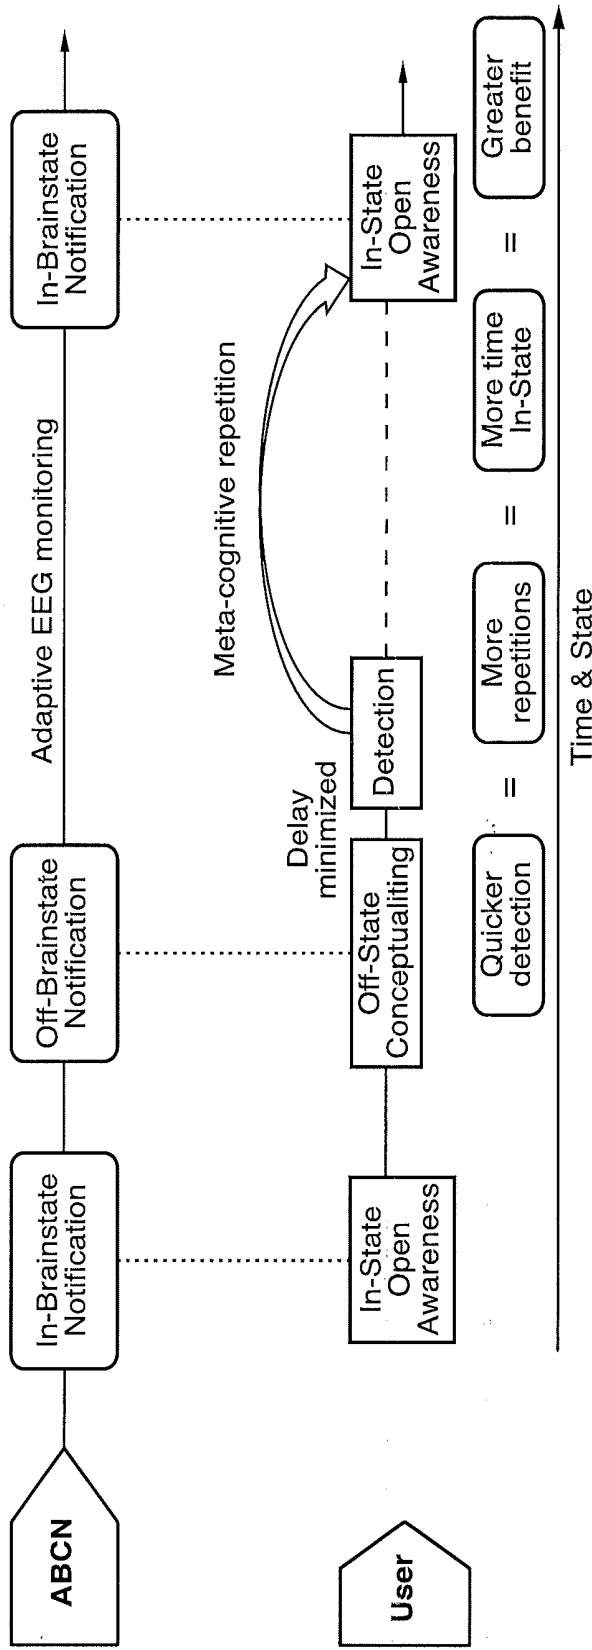 ABCN
In-Brainstate
Notification
Off-Brainstate
Notification
Adaptive EEG monitoring
In-Brainstate
Notification
Meta-cognitive repetition
Delay
minimized
User
In-State
Open
Awareness
Off-State
Conceptualiting
Detection
In-State
Open
Awareness
Quicker
detection
=
More
repetitions
=
More time
In-State
=
Greater
benefit
Time & State